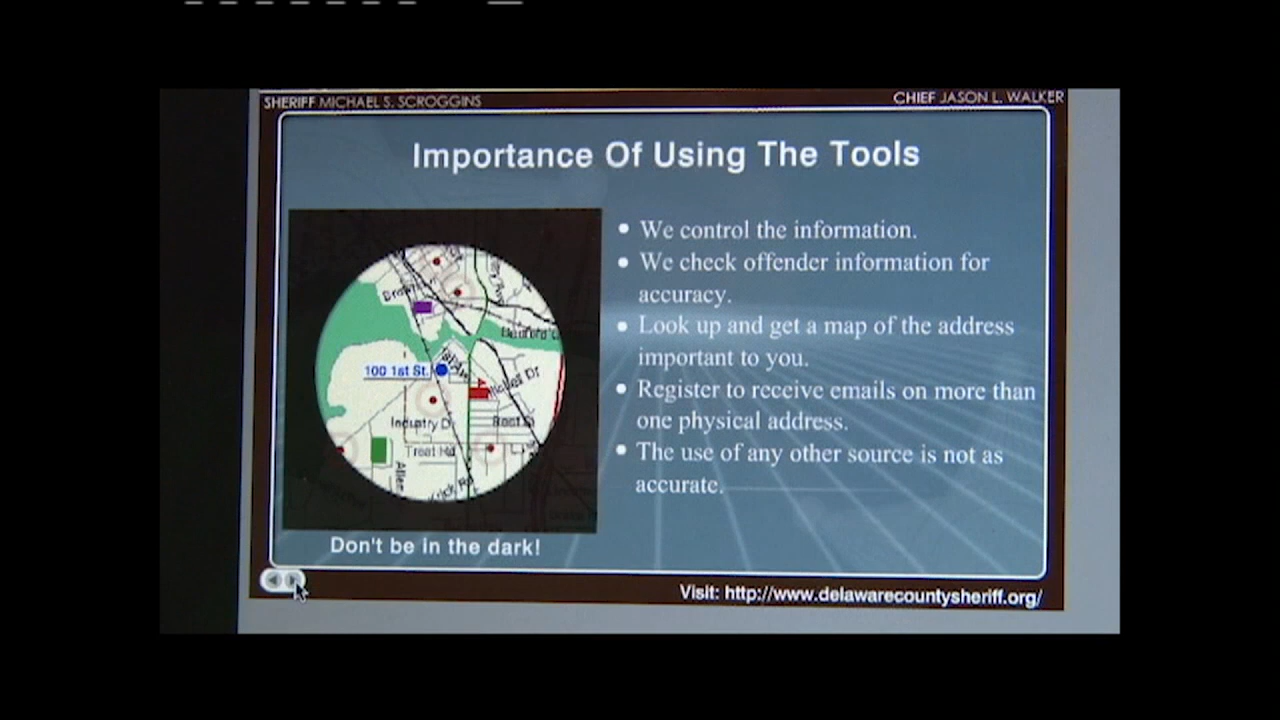 SHERIFF MICHAEL S. SCROGGINS
CHIEF JASON L. WALKER
Importance Of Using The Tools
• We control the information.
• We check offender information for
accuracy.
• Look up and get a map of the address
important to you.
• Register to receive emails on more than
one physical address.
• The use of any other source is not as
accurate.
100 1st St.
Industry D
Treat Rd
Don't be in the dark!
Visit: http://www.delawarecountysheriff.org/